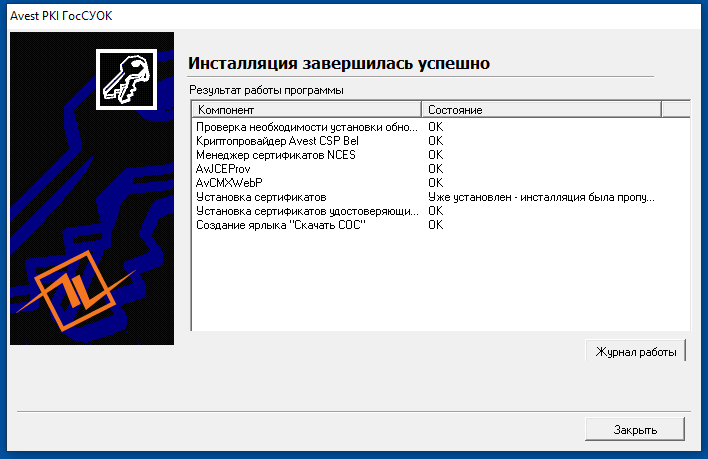 Avest PKI ГосСУОК
Инсталляция завершилась успешно
Результат работы программы
Компонент Состояние
Проверка необходимости установки обно... OK
Криптопровайдер Avest CSP Bel OK
Менеджер сертификатов NCES OK
AvJCEProv OK
AvCMXWebP OK
Установка сертификатов Уже установлен - инсталляция была пропу...
Установка сертификатов удостоверяющи... OK
Создание ярлыка "Скачать СОС" OK
Журнал работы
Закрыть